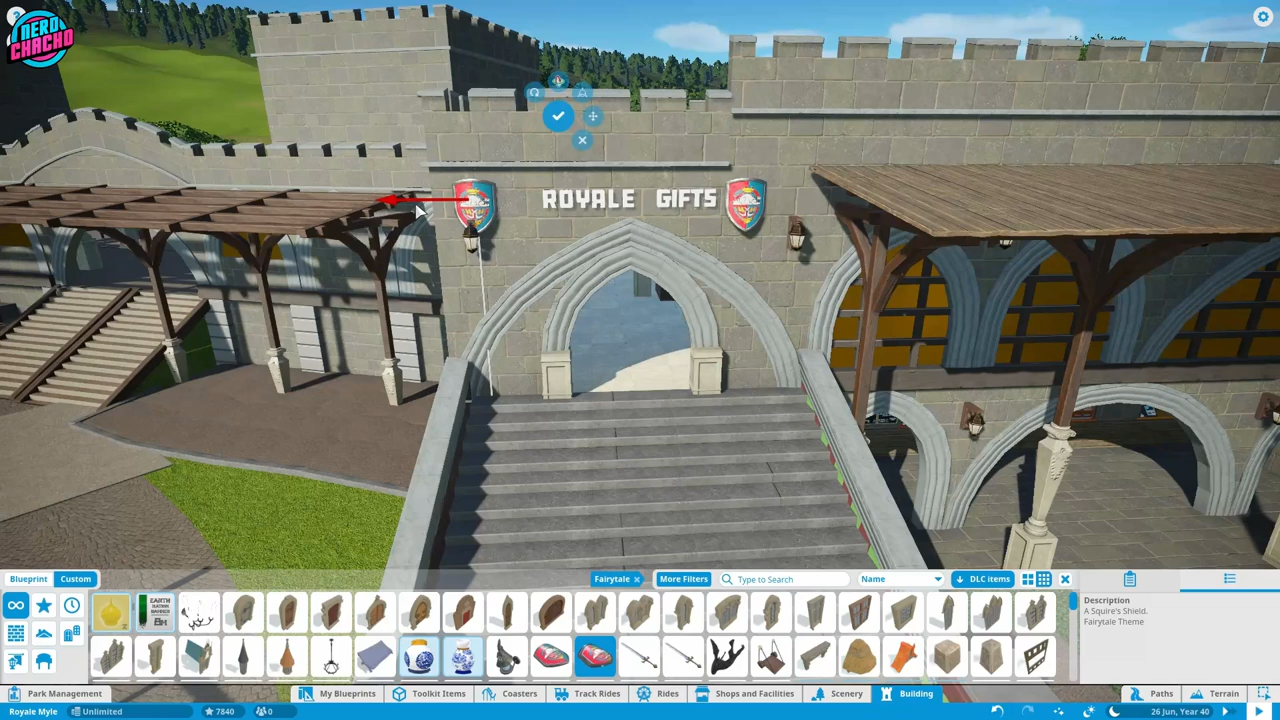 NERD
CHACHO
ROYALE GIFTS
Blueprint
Custom
Fairytale ×
More Filters
Type to Search
Name
DLC items
EARTH
Description
A Squire's Shield.
Fairytale Theme
Park Management
My Blueprints
Toolkit Items
Coasters
Track Rides
Rides
Shops and Facilities
Scenery
Building
Paths
Terrain
Royale Myle
Unlimited
7840
0
26 Jun, Year 40